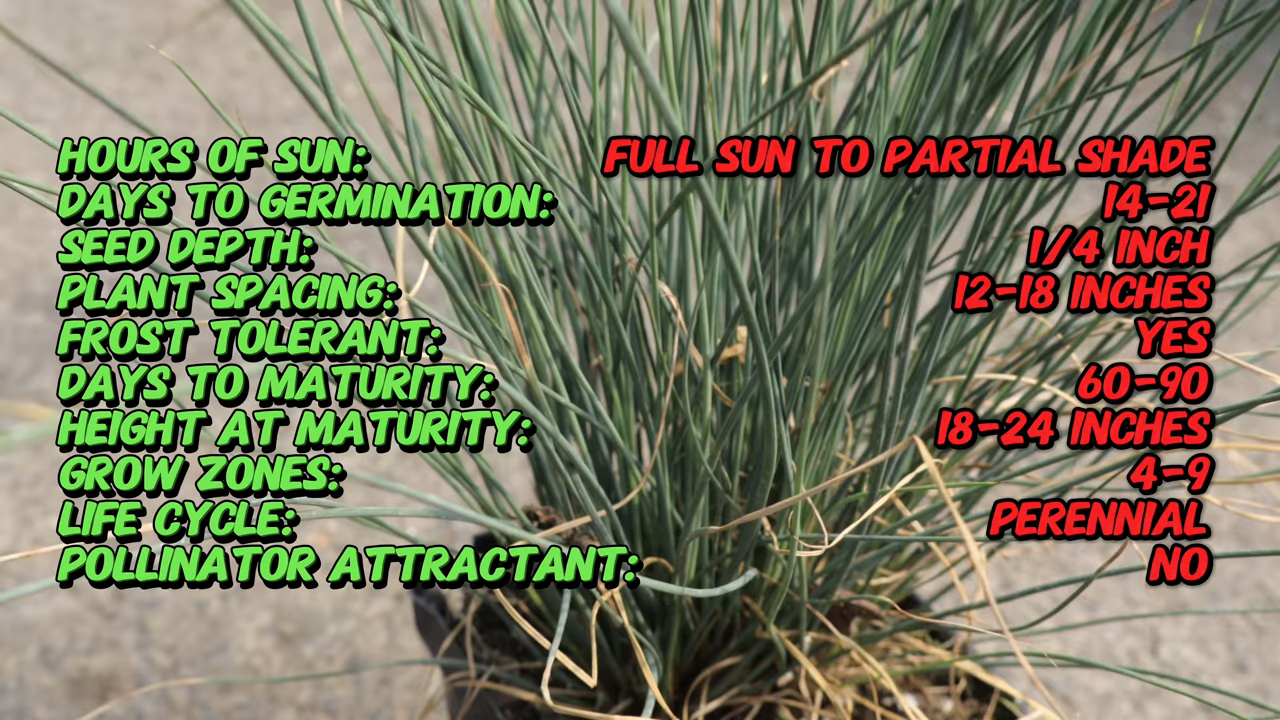 HOURS OF SUN: FULL SUN TO PARTIAL SHADE
DAYS TO GERMINATION: 14-21
SEED DEPTH: 1/4 INCH
PLANT SPACING: 12-18 INCHES
FROST TOLERANT: YES
DAYS TO MATURITY: 60-90
HEIGHT AT MATURITY: 18-24 INCHES
GROW ZONES: 4-9
LIFE CYCLE: PERENNIAL
POLLINATOR ATTRACTANT: NO